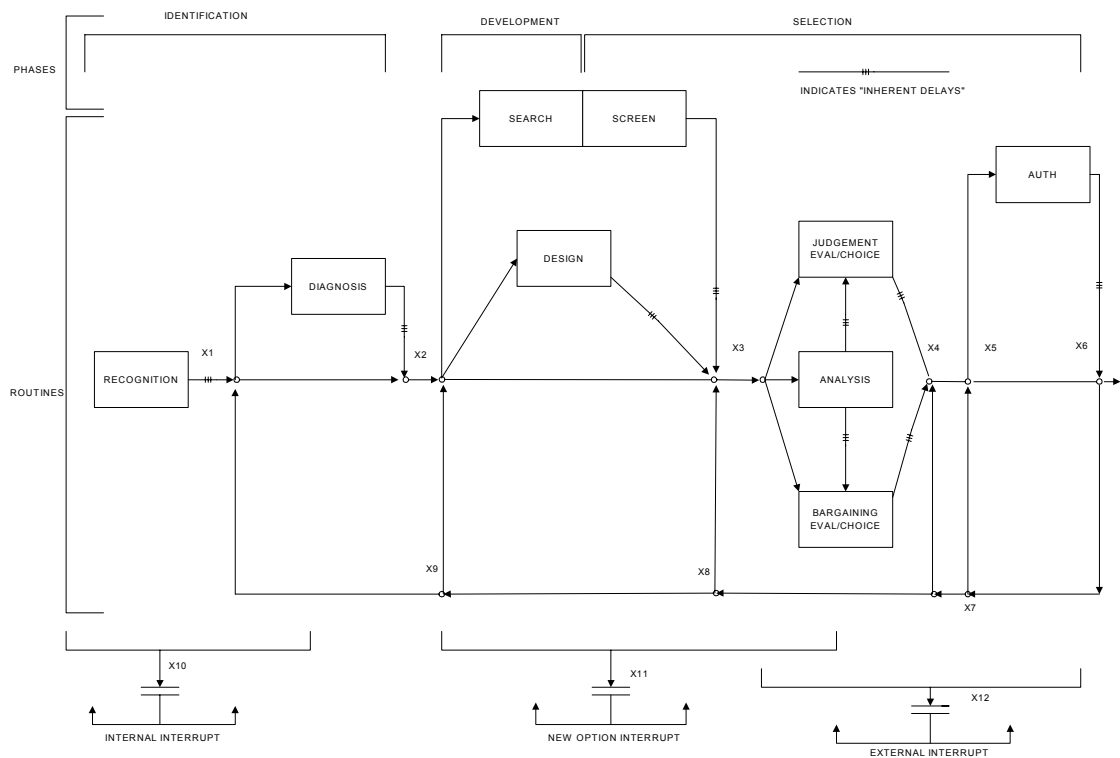 IDENTIFICATION
DEVELOPMENT
SELECTION
PHASES
INDICATES "INHERENT DELAYS"
SEARCH
SCREEN
AUTH
JUDGEMENT
EVAL/CHOICE
DESIGN
DIAGNOSIS
X1
X2
X3
X4
X5
X6
RECOGNITION
ANALYSIS
ROUTINES
BARGAINING
EVAL/CHOICE
X9
X8
X7
X10
X11
X12
INTERNAL INTERRUPT
NEW OPTION INTERRUPT
EXTERNAL INTERRUPT